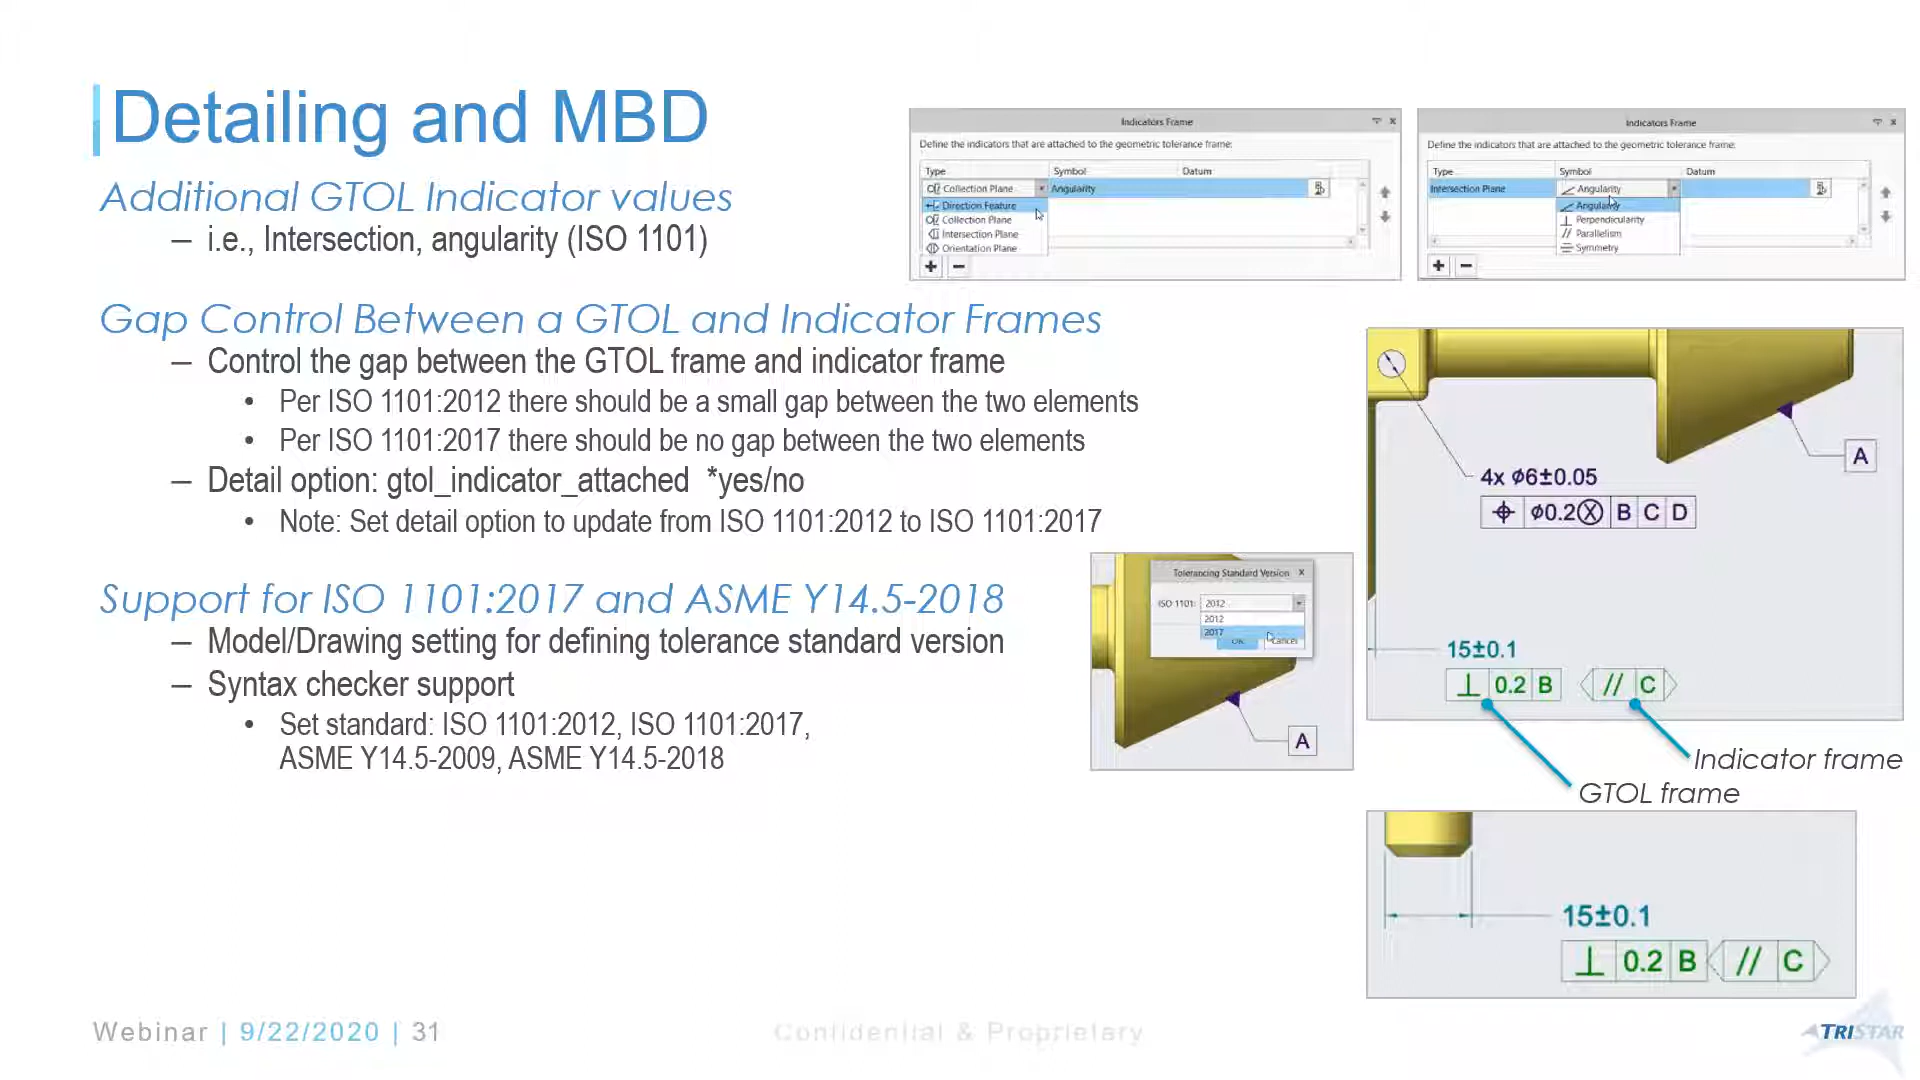 Detailing and MBD
Additional GTOL Indicator values
– i.e., Intersection, angularity (ISO 1101)
Gap Control Between a GTOL and Indicator Frames
– Control the gap between the GTOL frame and indicator frame
• Per ISO 1101:2012 there should be a small gap between the two elements
• Per ISO 1101:2017 there should be no gap between the two elements
– Detail option: gtol_indicator_attached *yes/no
• Note: Set detail option to update from ISO 1101:2012 to ISO 1101:2017
Support for ISO 1101:2017 and ASME Y14.5-2018
– Model/Drawing setting for defining tolerance standard version
– Syntax checker support
• Set standard: ISO 1101:2012, ISO 1101:2017,
ASME Y14.5-2009, ASME Y14.5-2018
Indicators Frame
Define the indicators that are attached to the geometric tolerance frame:
Type Symbol Datum
Collection Plane Angularity
Direction Feature
Collection Plane
Intersection Plane
Orientation Plane
Indicators Frame
Define the indicators that are attached to the geometric tolerance frame:
Type Symbol Datum
Intersection Plane Angularity
Angularity
Perpendicularity
Parallelism
Symmetry
A
4x ⌀6±0.05
⌖ ⌀0.2Ⓧ B C D
15±0.1
⊥ 0.2 B // C
Indicator frame
GTOL frame
Tolerancing Standard Version
ISO 1101: 2012
2012
2017
OK Cancel
A
15±0.1
⊥ 0.2 B // C
Webinar | 9/22/2020 | 31
Confidential & Proprietary
TRISTAR